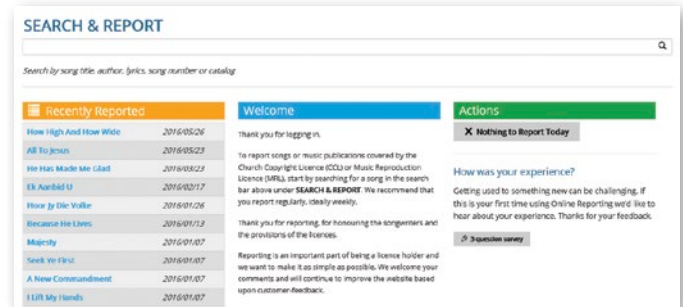 SEARCH & REPORT
Search by song title, author, lyrics, song number or catalog
Recently Reported
How High And How Wide 2016/05/26
All To Jesus 2016/05/23
He Has Made Me Glad 2016/03/23
Ek Aanbid U 2016/02/17
Hoor Jy Die Volke 2016/01/26
Because He Lives 2016/01/13
Majesty 2016/01/07
Seek Ye First 2016/01/07
A New Commandment 2016/01/07
I Lift My Hands 2016/01/07
Welcome
Thank you for logging in.
To report songs or music publications covered by the
Church Copyright Licence (CCL) or Music Reproduction
Licence (MRL), start by searching for a song in the search
bar above under SEARCH & REPORT. We recommend that
you report regularly, ideally weekly.
Thank you for reporting, for honouring the songwriters and
the provisions of the licences.
Reporting is an important part of being a licence holder and
we want to make it as simple as possible. We welcome your
comments and will continue to improve the website based
upon customer-feedback.
Actions
X Nothing to Report Today
How was your experience?
Getting used to something new can be challenging. If
this is your first time using Online Reporting we'd like to
hear about your experience. Thanks for your feedback.
3 question survey